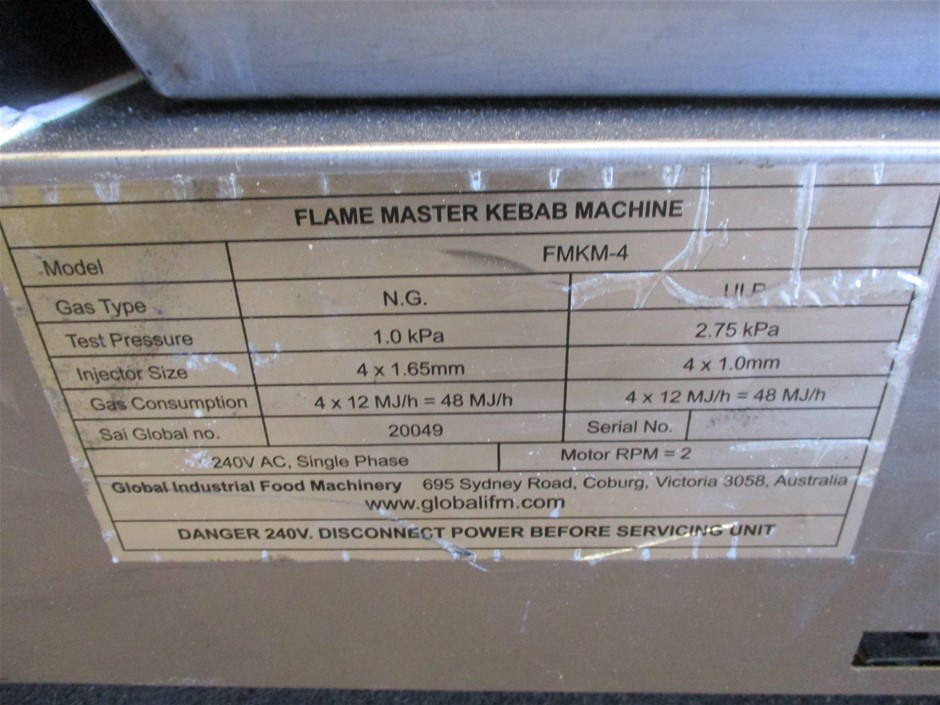 FLAME MASTER KEBAB MACHINE
Model FMKM-4
Gas Type N.G. ULP
Test Pressure 1.0 kPa 2.75 kPa
Injector Size 4 x 1.65mm 4 x 1.0mm
Gas Consumption 4 x 12 MJ/h = 48 MJ/h 4 x 12 MJ/h = 48 MJ/h
Sai Global no. 20049 Serial No.
240V AC, Single Phase Motor RPM = 2
Global Industrial Food Machinery 695 Sydney Road, Coburg, Victoria 3058, Australia
www.globalifm.com
DANGER 240V. DISCONNECT POWER BEFORE SERVICING UNIT